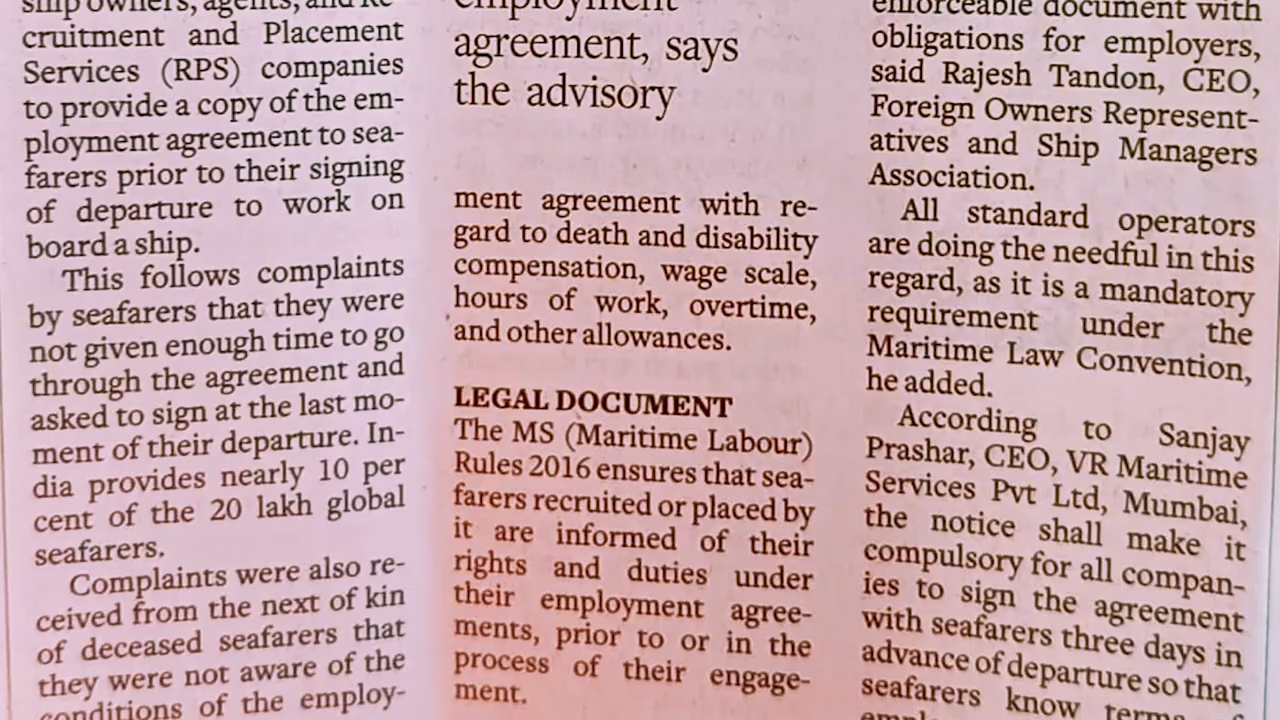 ship owners, agents, and Re-
cruitment and Placement
Services (RPS) companies
to provide a copy of the em-
ployment agreement to sea-
farers prior to their signing
of departure to work on
board a ship.
This follows complaints
by seafarers that they were
not given enough time to go
through the agreement and
asked to sign at the last mo-
ment of their departure. In-
dia provides nearly 10 per
cent of the 20 lakh global
seafarers.
Complaints were also re-
ceived from the next of kin
of deceased seafarers that
they were not aware of the
conditions of the employ-
employment
agreement, says
the advisory
ment agreement with re-
gard to death and disability
compensation, wage scale,
hours of work, overtime,
and other allowances.
LEGAL DOCUMENT
The MS (Maritime Labour)
Rules 2016 ensures that sea-
farers recruited or placed by
it are informed of their
rights and duties under
their employment agree-
ments, prior to or in the
process of their engage-
ment.
enforceable document with
obligations for employers,
said Rajesh Tandon, CEO,
Foreign Owners Represent-
atives and Ship Managers
Association.
All standard operators
are doing the needful in this
regard, as it is a mandatory
requirement under the
Maritime Law Convention,
he added.
According to Sanjay
Prashar, CEO, VR Maritime
Services Pvt Ltd, Mumbai,
the notice shall make it
compulsory for all compan-
ies to sign the agreement
with seafarers three days in
advance of departure so that
seafarers know terms of